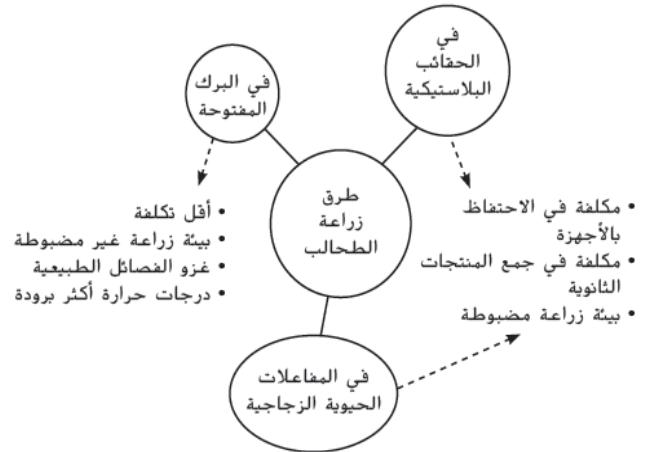 في
الحقائب
البلاستيكية
في البرك
المفتوحة
طرق
زراعة
الطحالب
• مكلفة في الاحتفاظ
بالأجهزة
• مكلفة في جمع المنتجات
الثانوية
• بيئة زراعة مضبوطة
• أقل تكلفة
• بيئة زراعة غير مضبوطة
• غزو الفصائل الطبيعية
• درجات حرارة أكثر برودة
في المفاعلات
الحيوية الزجاجية